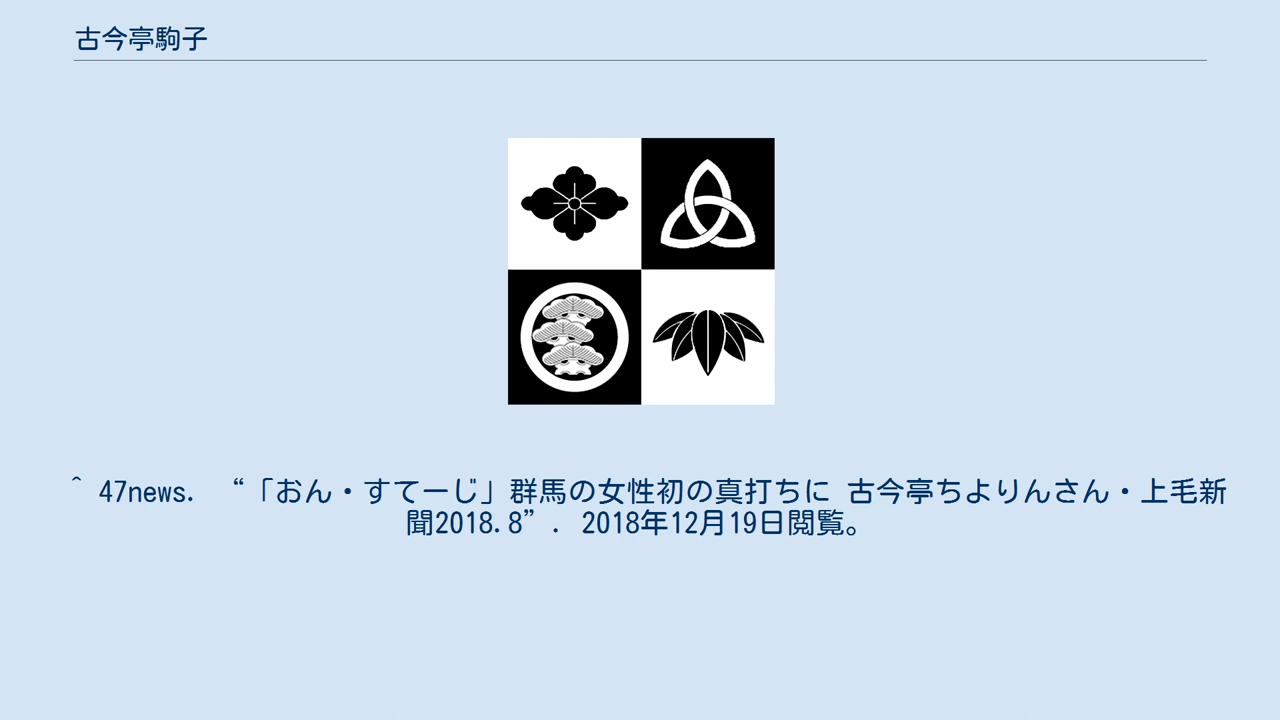 古今亭駒子
^ 47news. “「おん・すてーじ」群馬の女性初の真打ちに 古今亭ちよりんさん・上毛新
聞2018.8”. 2018年12月19日閲覧。